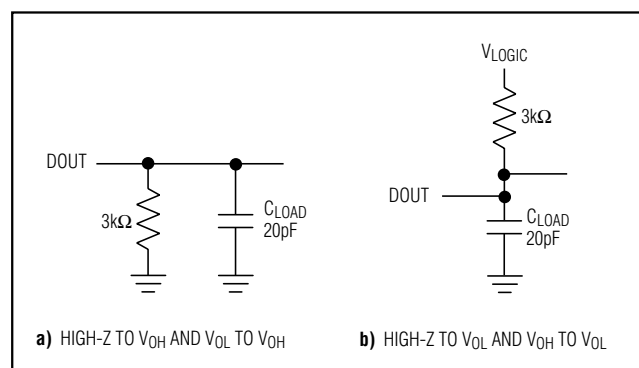 DOUT
3kΩ
CLOAD
20pF
a) HIGH-Z TO VOH AND VOL TO VOH
VLOGIC
3kΩ
DOUT
CLOAD
20pF
b) HIGH-Z TO VOL AND VOH TO VOL